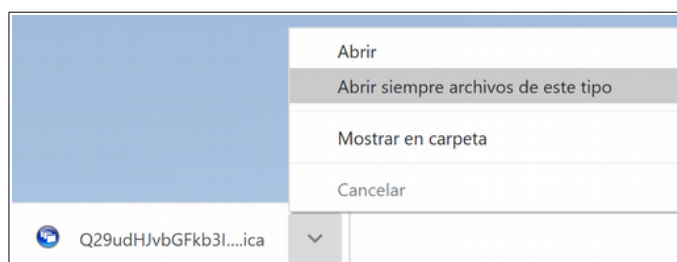 Abrir
Abrir siempre archivos de este tipo
Mostrar en carpeta
Cancelar
Q29udHJvbGFkb3I....ica